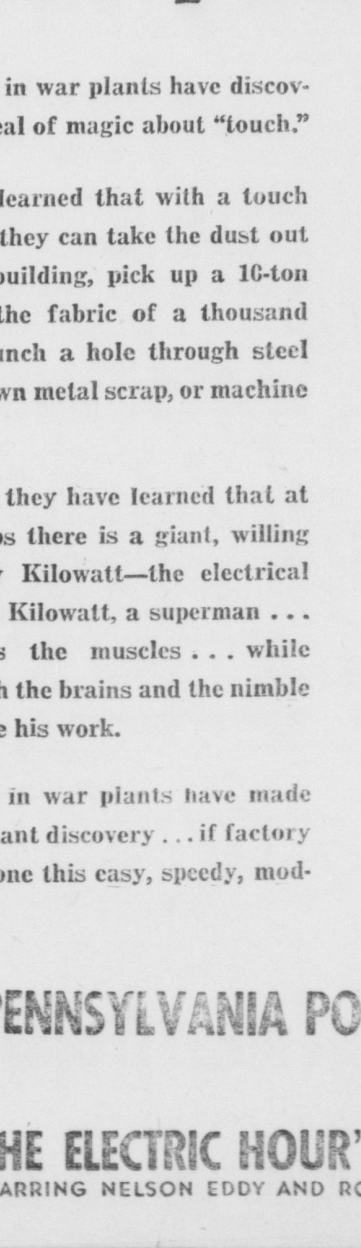 in war plants have discov-
eal of magic about “touch.”
learned that with a touch
they can take the dust out
building, pick up a 10-ton
the fabric of a thousand
unch a hole through steel
wn metal scrap, or machine
they have learned that at
ps there is a giant, willing
Kilowatt—the electrical
Kilowatt, a superman ...
s the muscles ... while
h the brains and the nimble
e his work.
in war plants have made
ant discovery ... if factory
one this easy, speedy, mod-
PENNSYLVANIA PO
HE ELECTRIC HOUR"
ARRING NELSON EDDY AND RO